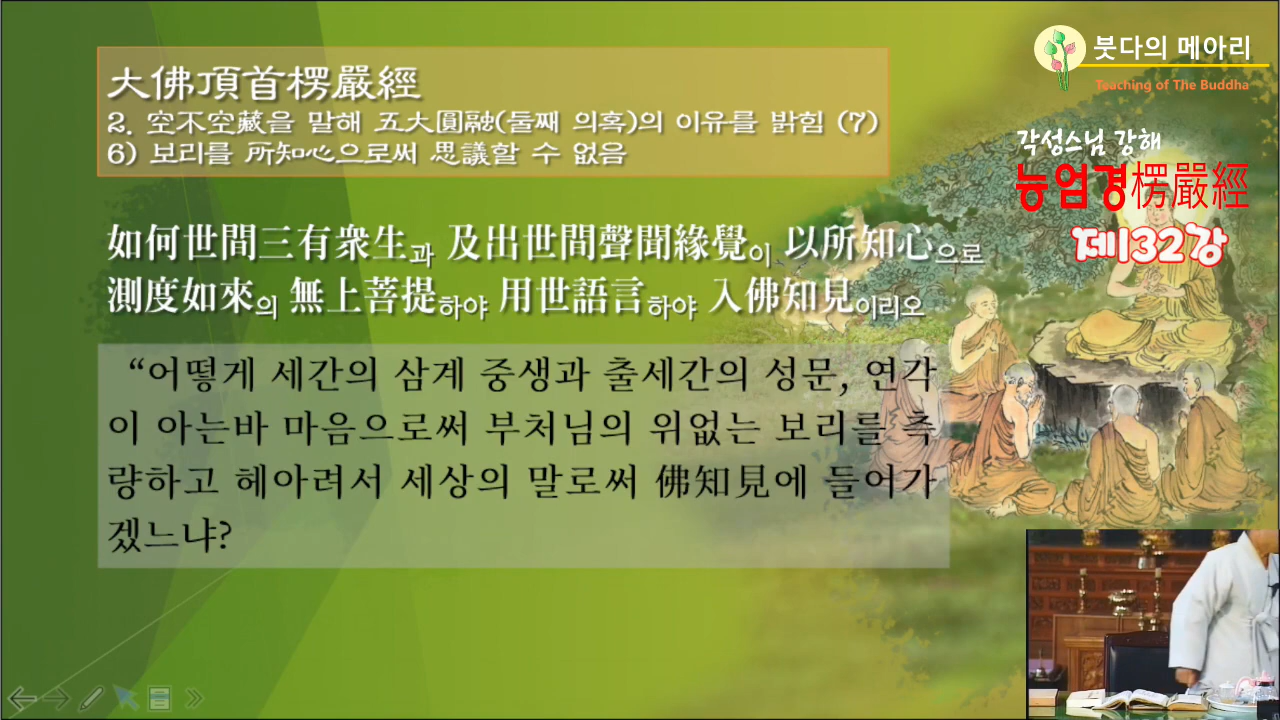 大佛頂首楞嚴經
2. 空不空藏을 말해 五大圓融(둘째 의혹)의 이유를 밝힘 (7)
6) 보리를 所知心으로써 思議할 수 없음
如何世間三有衆生과 及出世間聲聞緣覺이 以所知心으로
測度如來의 無上菩提하야 用世語言하야 入佛知見이리오
“어떻게 세간의 삼계 중생과 출세간의 성문, 연각
이 아는바 마음으로써 부처님의 위없는 보리를 측
량하고 헤아려서 세상의 말로써 佛知見에 들어가
겠느냐?
붓다의 메아리
Teaching of The Buddha
각성스님 강해
능엄경楞嚴經
제32강